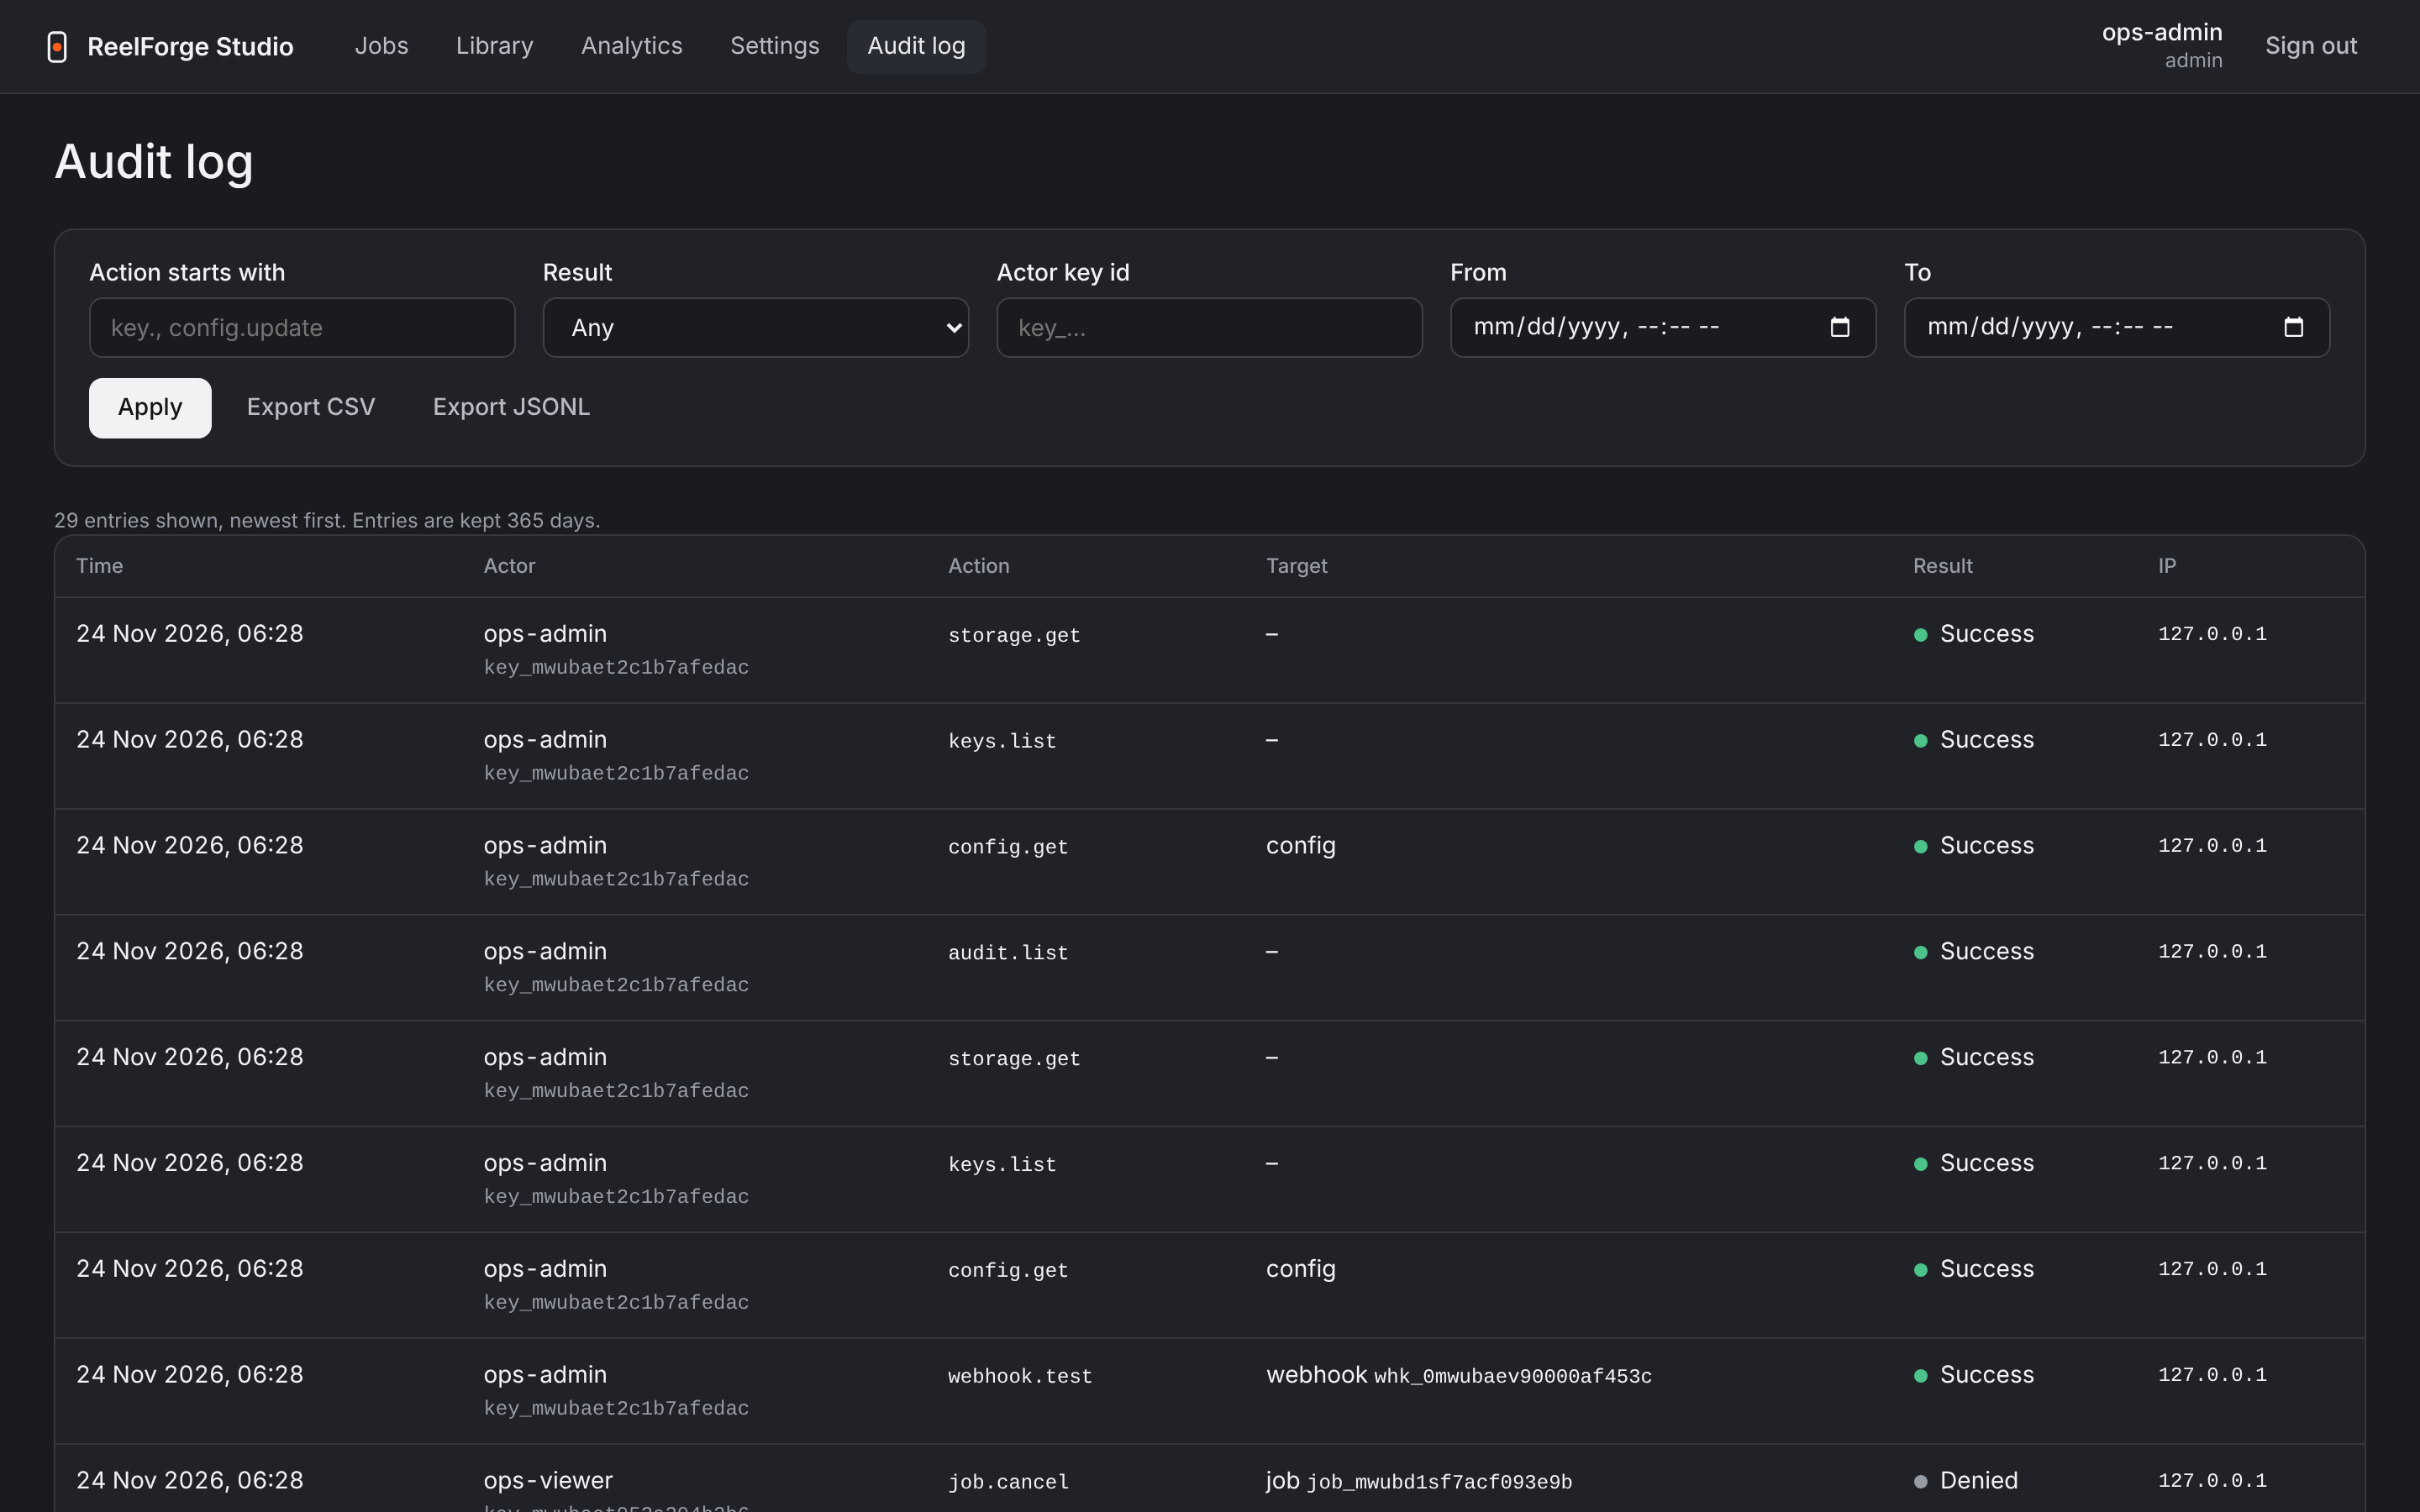 ReelForge Studio Jobs Library Analytics Settings Audit log ops-admin Sign out
admin
Audit log
Action starts with Result Actor key id From To
key., config.update Any key_... mm/dd/yyyy, --:-- -- mm/dd/yyyy, --:-- --
Apply Export CSV Export JSONL
29 entries shown, newest first. Entries are kept 365 days.
Time Actor Action Target Result IP
24 Nov 2026, 06:28 ops-admin storage.get – Success 127.0.0.1
key_mwubaet2c1b7afedac
24 Nov 2026, 06:28 ops-admin keys.list – Success 127.0.0.1
key_mwubaet2c1b7afedac
24 Nov 2026, 06:28 ops-admin config.get config Success 127.0.0.1
key_mwubaet2c1b7afedac
24 Nov 2026, 06:28 ops-admin audit.list – Success 127.0.0.1
key_mwubaet2c1b7afedac
24 Nov 2026, 06:28 ops-admin storage.get – Success 127.0.0.1
key_mwubaet2c1b7afedac
24 Nov 2026, 06:28 ops-admin keys.list – Success 127.0.0.1
key_mwubaet2c1b7afedac
24 Nov 2026, 06:28 ops-admin config.get config Success 127.0.0.1
key_mwubaet2c1b7afedac
24 Nov 2026, 06:28 ops-admin webhook.test webhook whk_0mwubaev90000af453c Success 127.0.0.1
key_mwubaet2c1b7afedac
24 Nov 2026, 06:28 ops-viewer job.cancel job job_mwubd1sf7acf093e9b Denied 127.0.0.1